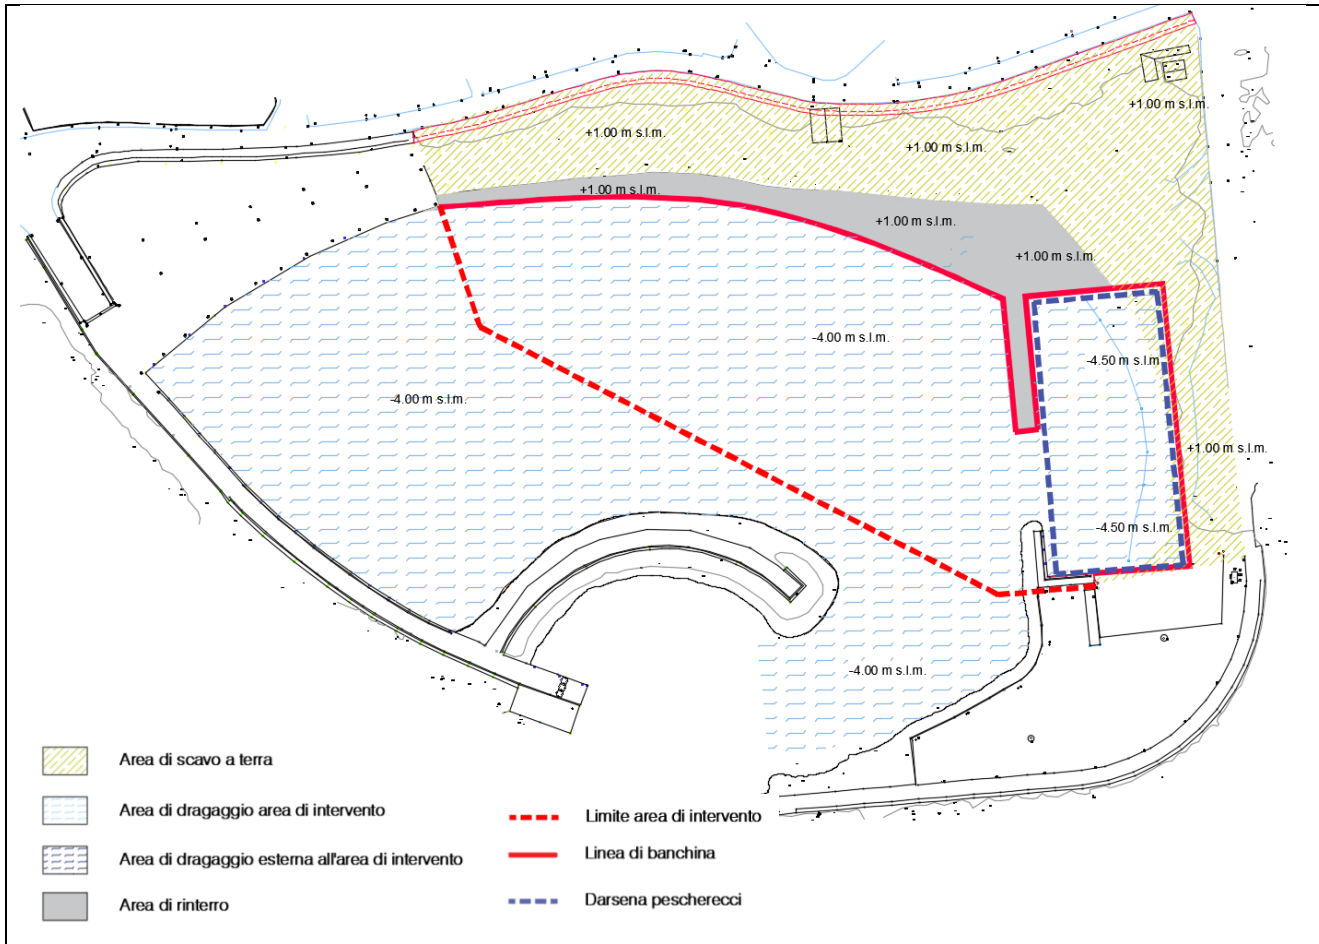 +1.00 m s.l.m.
+1.00 m s.l.m.
+1.00 m s.l.m.
+1.00 m s.l.m.
+1.00 m s.l.m.
+1.00 m s.l.m.
-4.00 m s.l.m.
-4.50 m s.l.m.
-4.00 m s.l.m.
+1.00 m s.l.m.
-4.50 m s.l.m.
-4.00 m s.l.m.
Area di scavo a terra
Area di dragaggio area di intervento
Area di dragaggio esterna all'area di intervento
Area di rinterro
Limite area di intervento
Linea di banchina
Darsena pescherecci